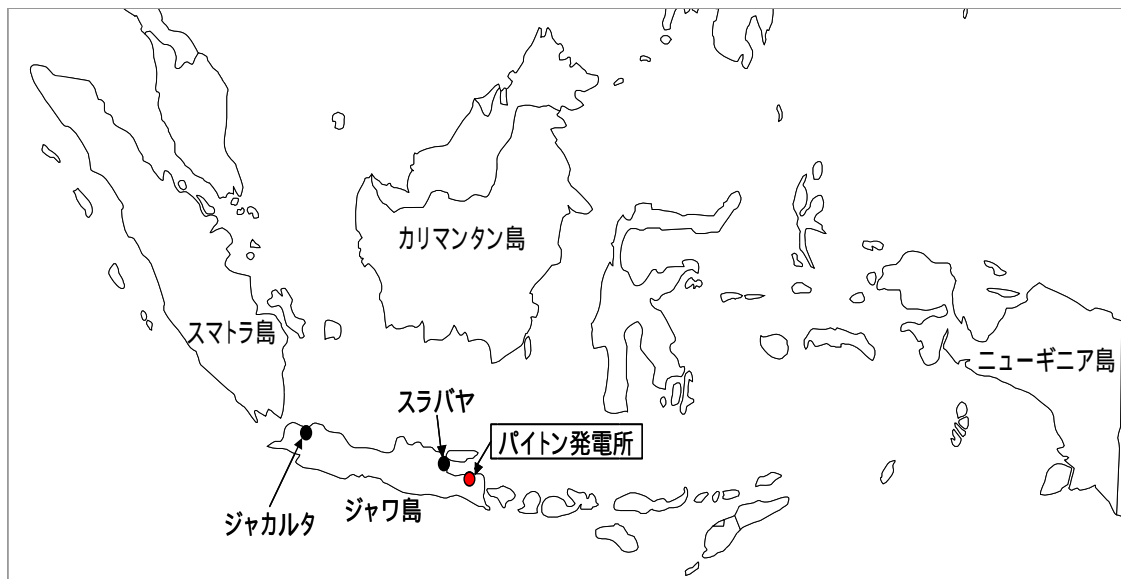 カリマンタン島
スマトラ島
ニューギニア島
スラバヤ
パイトン発電所
ジャワ島
ジャカルタ